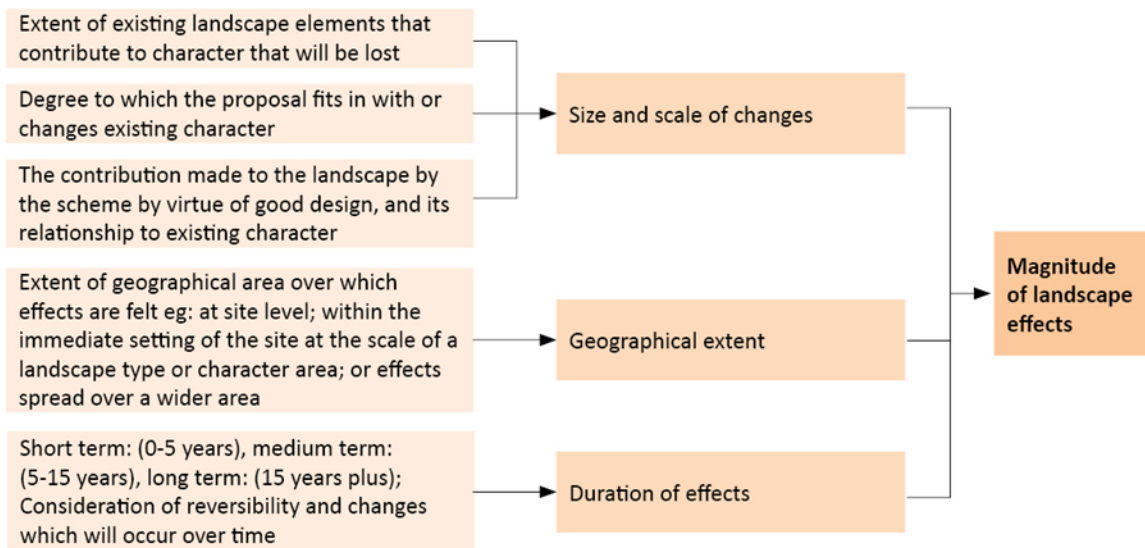 Extent of existing landscape elements that
contribute to character that will be lost
Degree to which the proposal fits in with or
changes existing character
The contribution made to the landscape by
the scheme by virtue of good design, and its
relationship to existing character
Size and scale of changes
Extent of geographical area over which
effects are felt eg: at site level; within the
immediate setting of the site at the scale of a
landscape type or character area; or effects
spread over a wider area
Geographical extent
Short term: (0-5 years), medium term:
(5-15 years), long term: (15 years plus);
Consideration of reversibility and changes
which will occur over time
Duration of effects
Magnitude
of landscape
effects